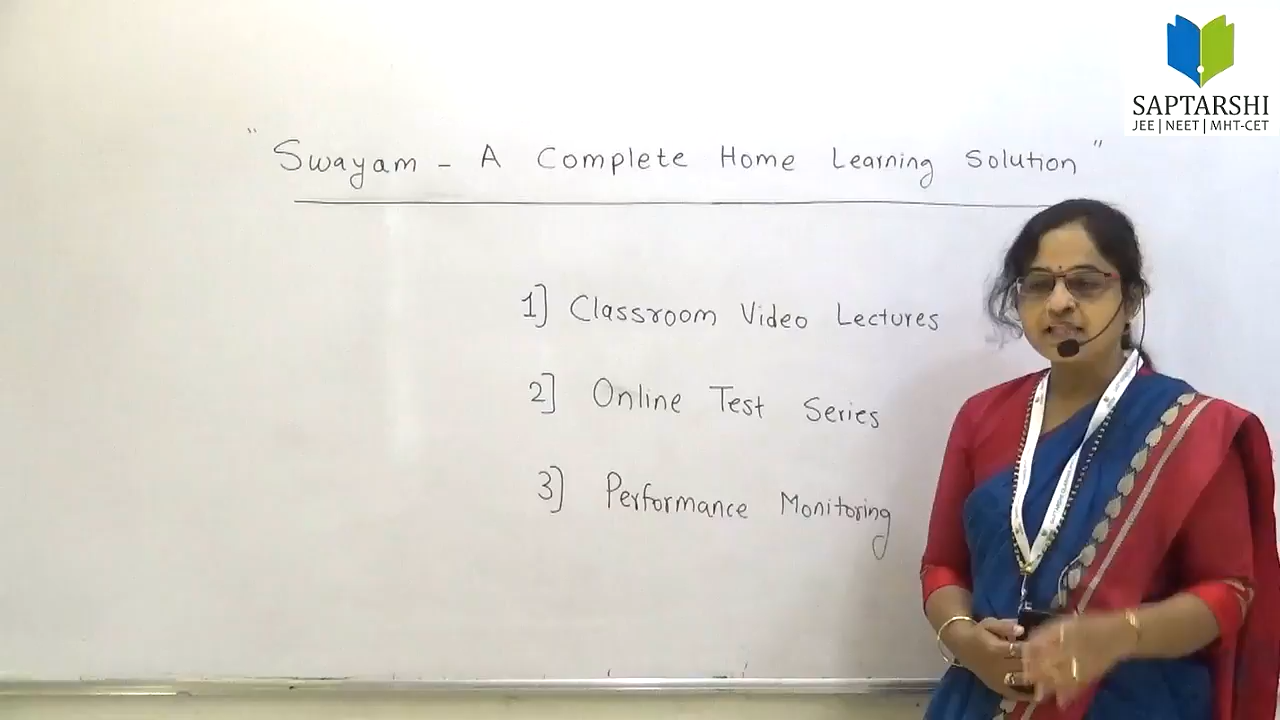 SAPTARSHI
JEE | NEET | MHT-CET
"Swayam - A Complete Home Learning Solution"
1] Classroom Video Lectures
2] Online Test Series
3] Performance Monitoring